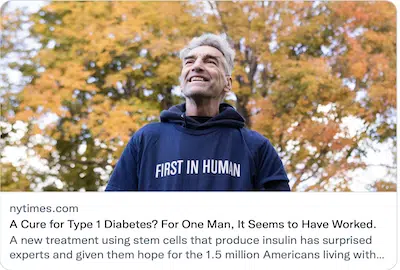 FIRST IN HUMAN
nytimes.com
A Cure for Type 1 Diabetes? For One Man, It Seems to Have Worked.
A new treatment using stem cells that produce insulin has surprised
experts and given them hope for the 1.5 million Americans living with...